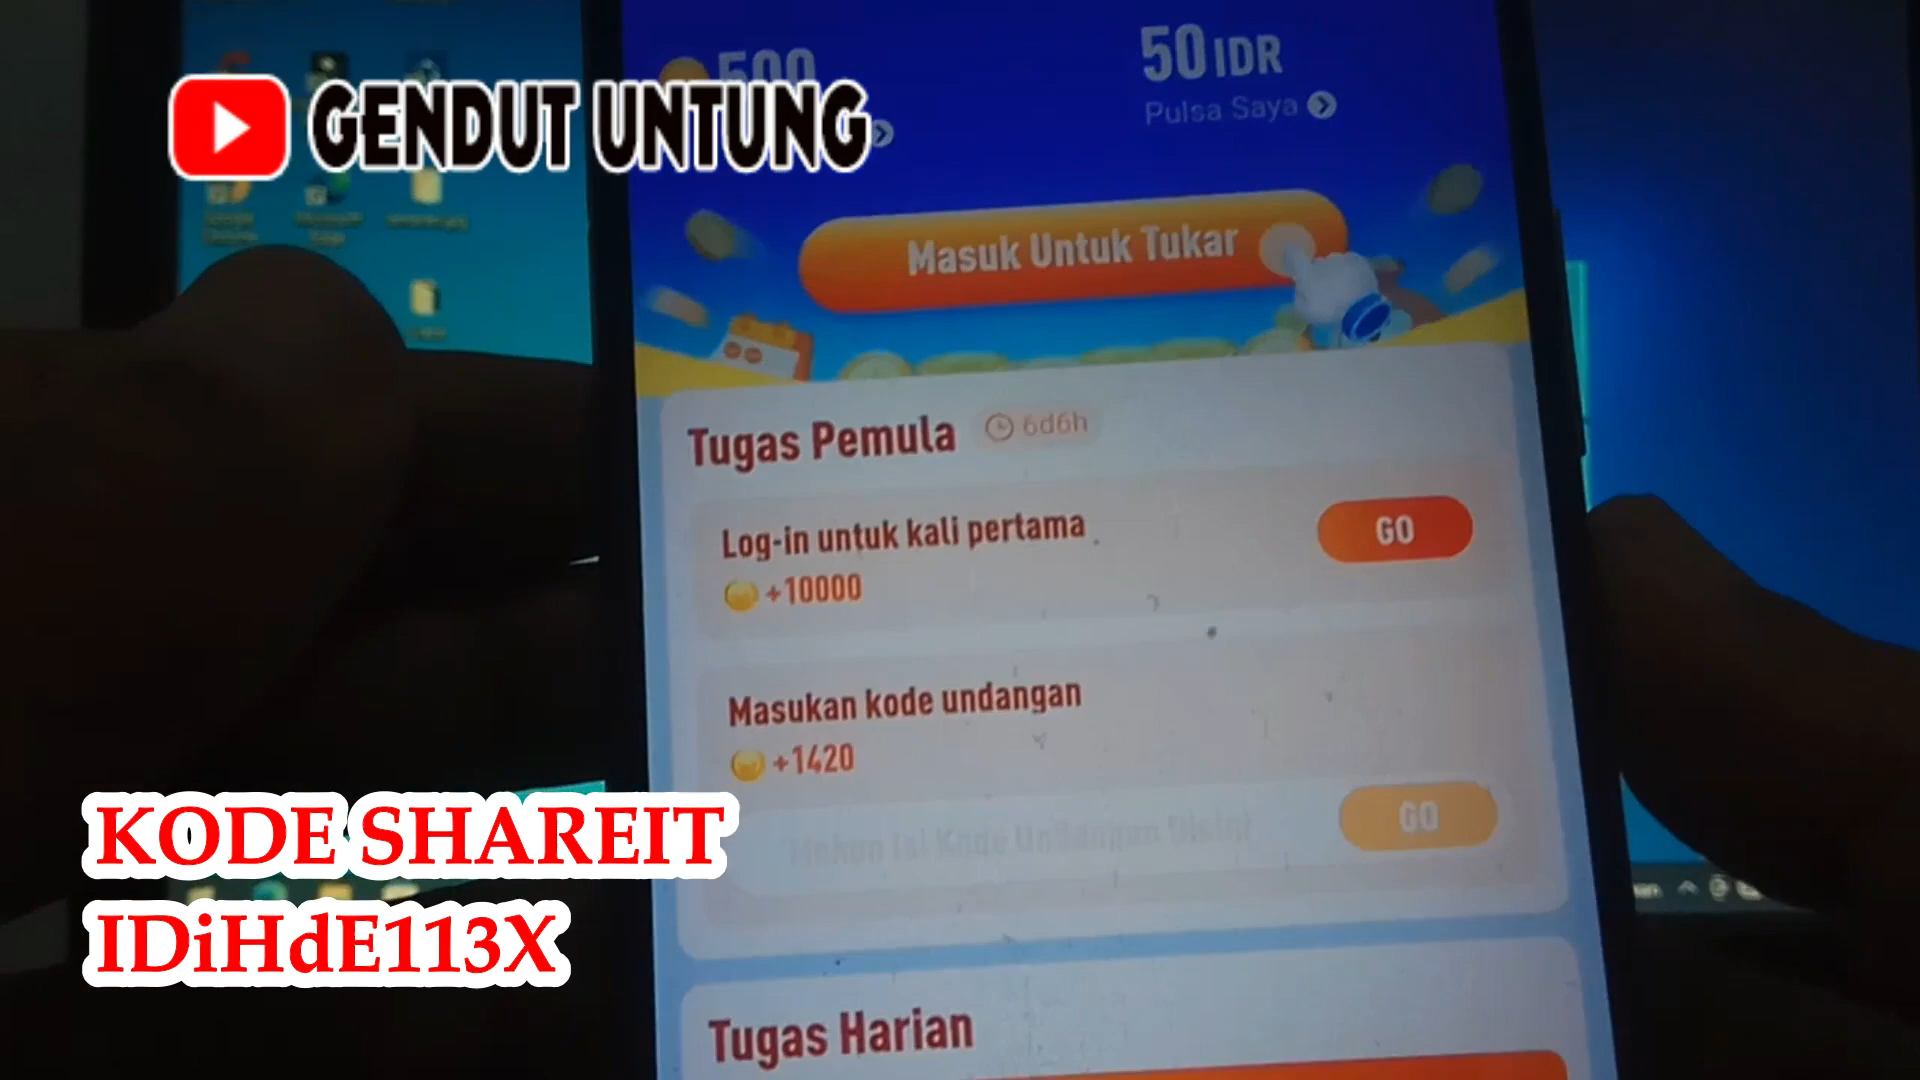 500
50 IDR
GENDUT UNTUNG
Pulsa Saya
Masuk Untuk Tukar
Tugas Pemula 6d6h
Log-in untuk kali pertama
GO
+10000
Masukan kode undangan
+1420
GO
KODE SHAREIT
IDiHdE113X
Tugas Harian